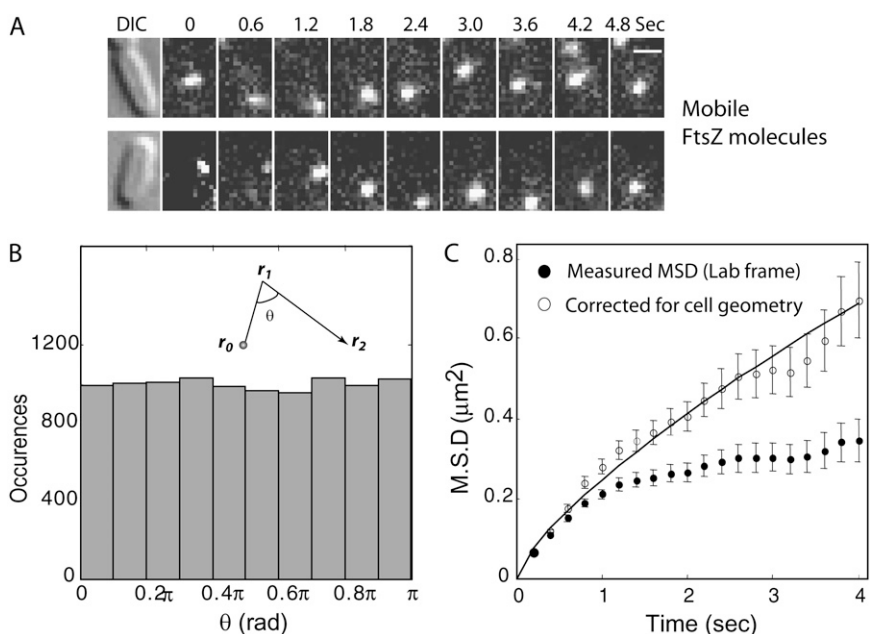 A
DIC 0 0.6 1.2 1.8 2.4 3.0 3.6 4.2 4.8 Sec
Mobile
FtsZ molecules
B
r1
θ
r0
r2
1200
800
400
0
Occurences
0 0.2π 0.4π 0.6π 0.8π π
θ (rad)
C
0.8
0.6
0.4
0.2
0
M.S.D (μm2)
Measured MSD (Lab frame)
Corrected for cell geometry
0 1 2 3 4
Time (sec)